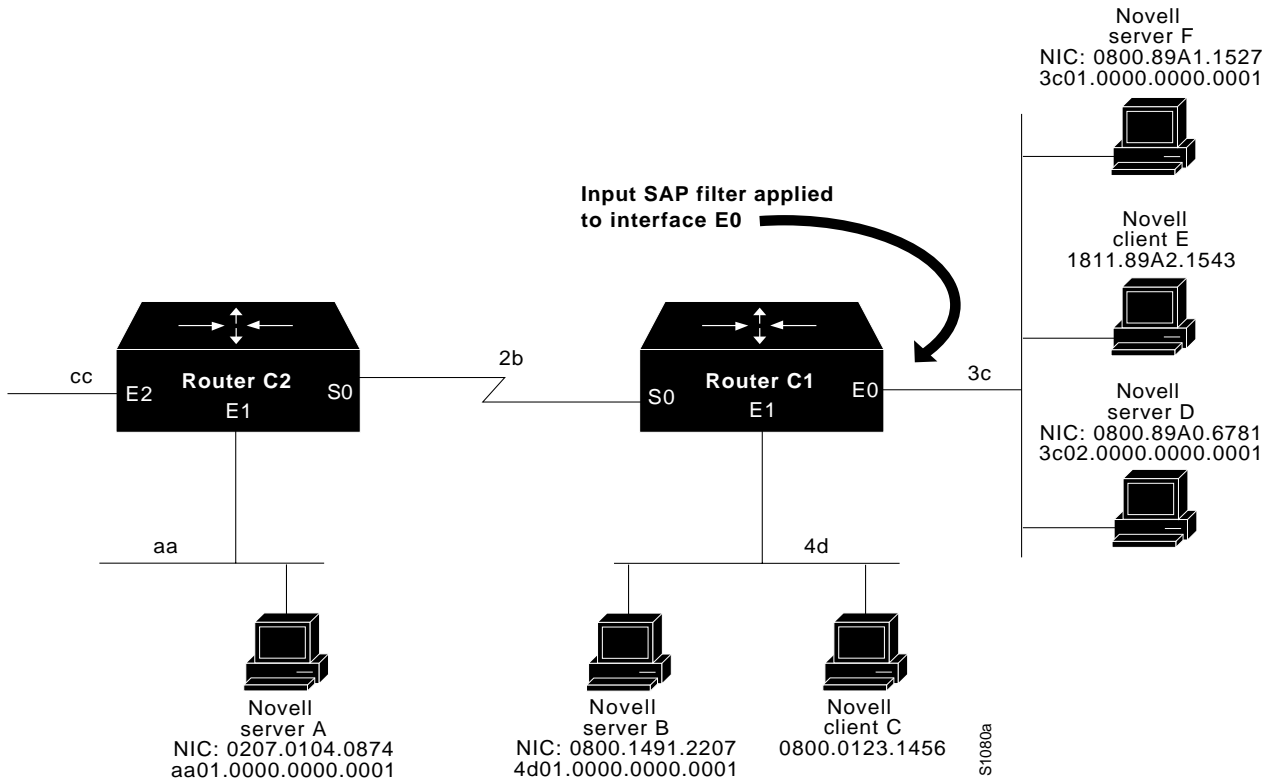 Novell
server F
NIC: 0800.89A1.1527
3c01.0000.0000.0001
Input SAP filter applied
to interface E0
Novell
client E
1811.89A2.1543
cc
E2
Router C2
E1
S0
2b
S0
Router C1
E1
E0
3c
Novell
server D
NIC: 0800.89A0.6781
3c02.0000.0000.0001
aa
4d
Novell
server A
NIC: 0207.0104.0874
aa01.0000.0000.0001
Novell
server B
NIC: 0800.1491.2207
4d01.0000.0000.0001
Novell
client C
0800.0123.1456
S1080a